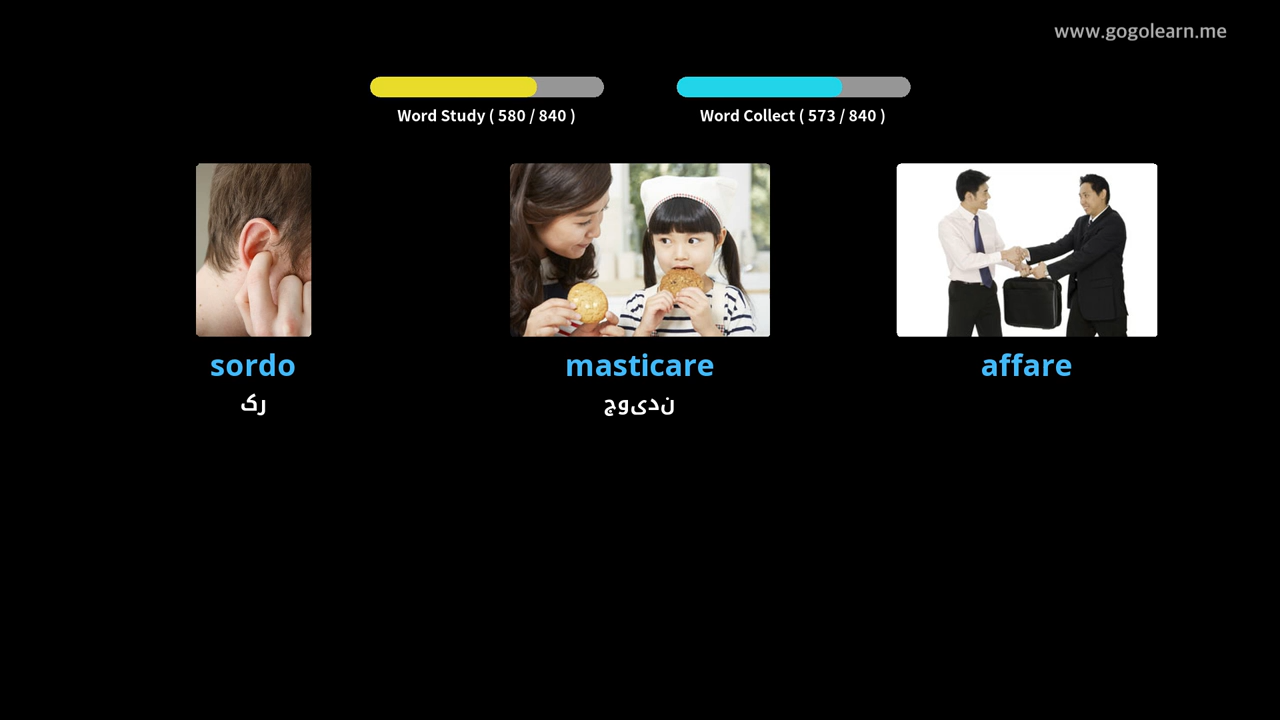 www.gogolearn.me
Word Study ( 580 / 840 )
Word Collect ( 573 / 840 )
sordo
masticare
affare
کر
جویدن